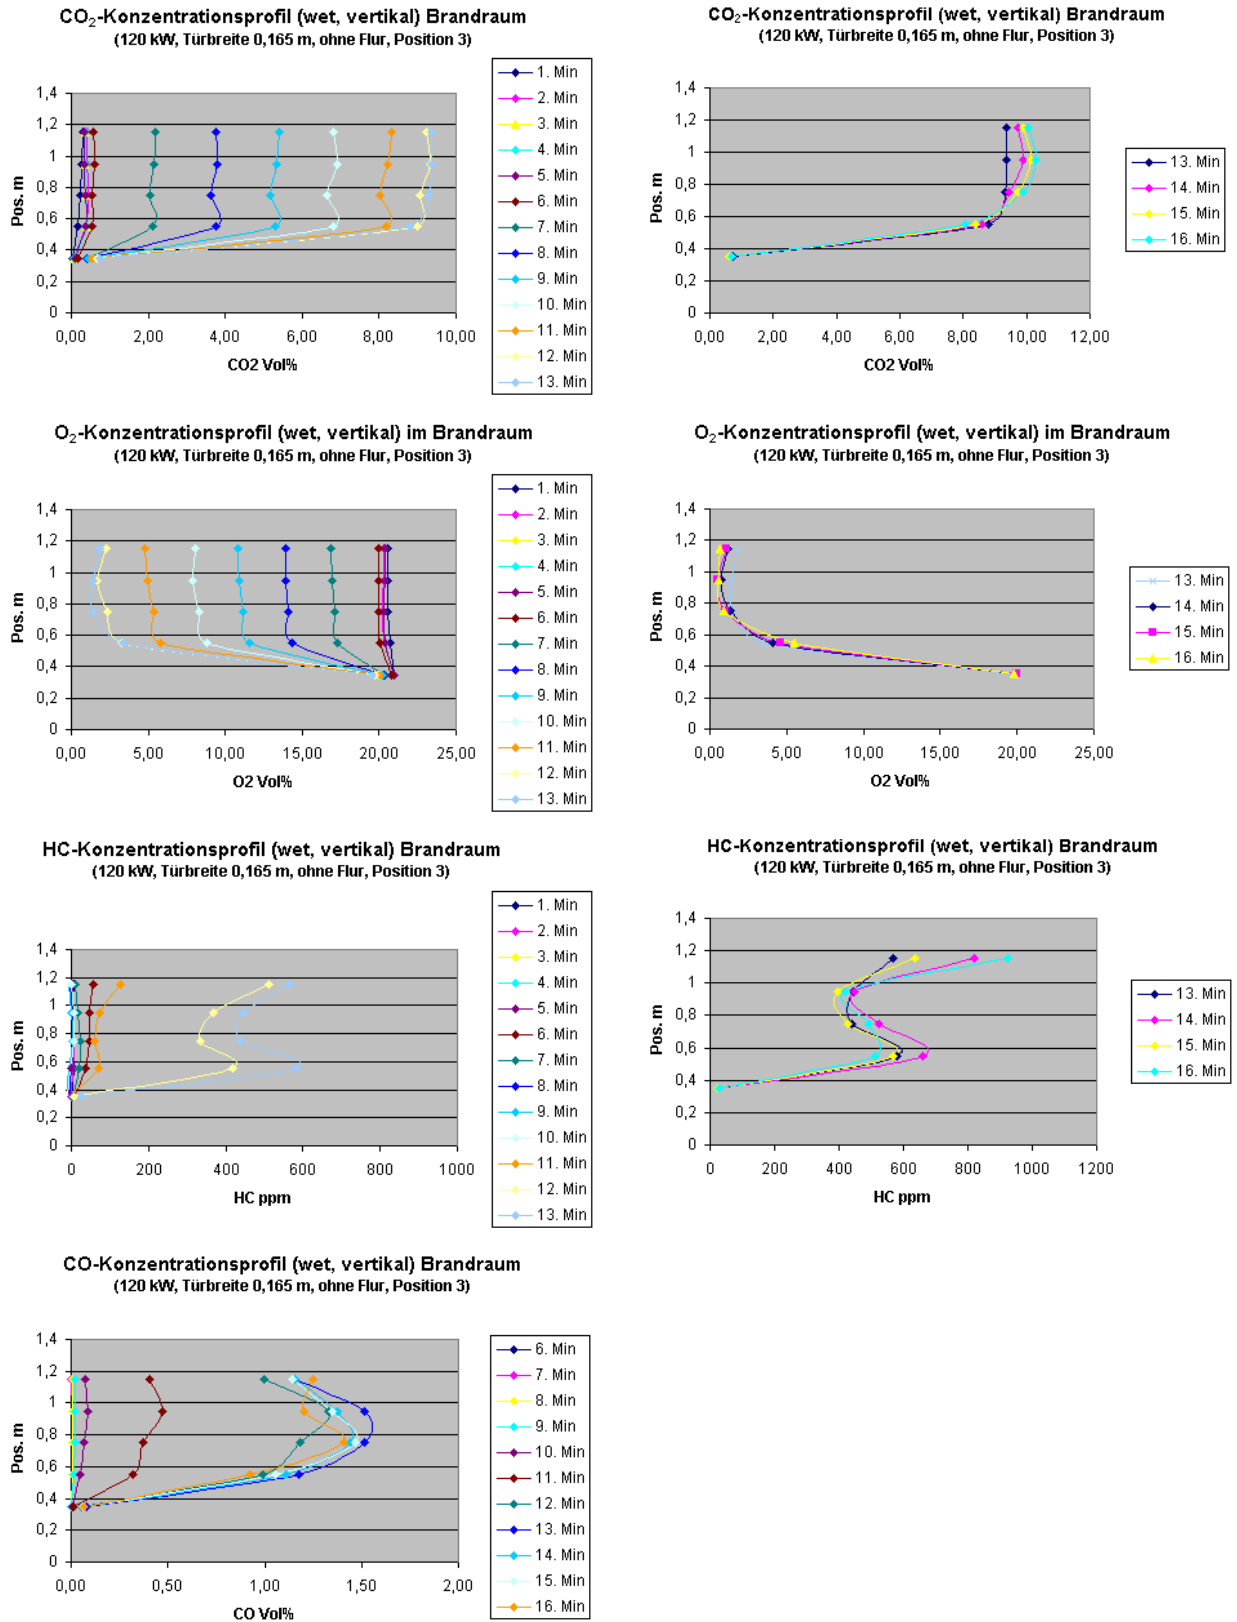 CO₂-Konzentrationsprofil (wet, vertikal) Brandraum
(120 kW, Türbreite 0,165 m, ohne Flur, Position 3)
1,4
1,2
1
0,8
0,6
0,4
0,2
0
Pos. m
0,00 2,00 4,00 6,00 8,00 10,00
CO2 Vol%
1. Min
2. Min
3. Min
4. Min
5. Min
6. Min
7. Min
8. Min
9. Min
10. Min
11. Min
12. Min
13. Min
CO₂-Konzentrationsprofil (wet, vertikal) Brandraum
(120 kW, Türbreite 0,165 m, ohne Flur, Position 3)
1,4
1,2
1
0,8
0,6
0,4
0,2
0
Pos. m
0,00 2,00 4,00 6,00 8,00 10,00 12,00
CO2 Vol%
13. Min
14. Min
15. Min
16. Min
O₂-Konzentrationsprofil (wet, vertikal) im Brandraum
(120 kW, Türbreite 0,165 m, ohne Flur, Position 3)
1,4
1,2
1
0,8
0,6
0,4
0,2
0
Pos. m
0,00 5,00 10,00 15,00 20,00 25,00
O2 Vol%
1. Min
2. Min
3. Min
4. Min
5. Min
6. Min
7. Min
8. Min
9. Min
10. Min
11. Min
12. Min
13. Min
O₂-Konzentrationsprofil (wet, vertikal) im Brandraum
(120 kW, Türbreite 0,165 m, ohne Flur, Position 3)
1,4
1,2
1
0,8
0,6
0,4
0,2
0
Pos. m
0,00 5,00 10,00 15,00 20,00 25,00
O2 Vol%
13. Min
14. Min
15. Min
16. Min
HC-Konzentrationsprofil (wet, vertikal) Brandraum
(120 kW, Türbreite 0,165 m, ohne Flur, Position 3)
1,4
1,2
1
0,8
0,6
0,4
0,2
0
Pos. m
0 200 400 600 800 1000
HC ppm
1. Min
2. Min
3. Min
4. Min
5. Min
6. Min
7. Min
8. Min
9. Min
10. Min
11. Min
12. Min
13. Min
HC-Konzentrationsprofil (wet, vertikal) Brandraum
(120 kW, Türbreite 0,165 m, ohne Flur, Position 3)
1,4
1,2
1
0,8
0,6
0,4
0,2
0
Pos. m
0 200 400 600 800 1000 1200
HC ppm
13. Min
14. Min
15. Min
16. Min
CO-Konzentrationsprofil (wet, vertikal) Brandraum
(120 kW, Türbreite 0,165 m, ohne Flur, Position 3)
1,4
1,2
1
0,8
0,6
0,4
0,2
0
Pos. m
0,00 0,50 1,00 1,50 2,00
CO Vol%
6. Min
7. Min
8. Min
9. Min
10. Min
11. Min
12. Min
13. Min
14. Min
15. Min
16. Min